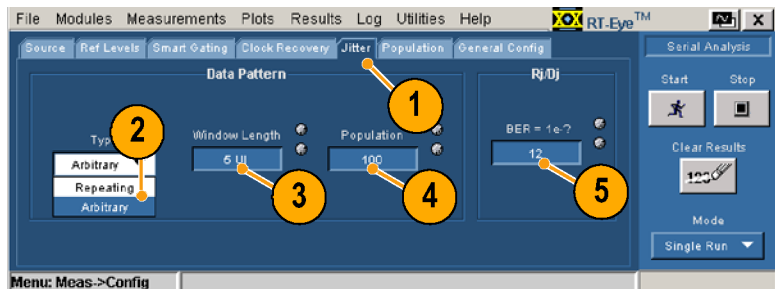 File Modules Measurements Plots Results Log Utilities Help RT-Eye™ X
Source Ref Levels Smart Gating Clock Recovery Jitter Population General Config Serial Analysis
Data Pattern Rj/Dj
Start Stop
1
2 Window Length Population BER = 1e-?
Arbitrary 5 UI 100 12
Repeating
Arbitrary
3 4 5
Clear Results
123
Mode
Single Run
Menu: Meas->Config